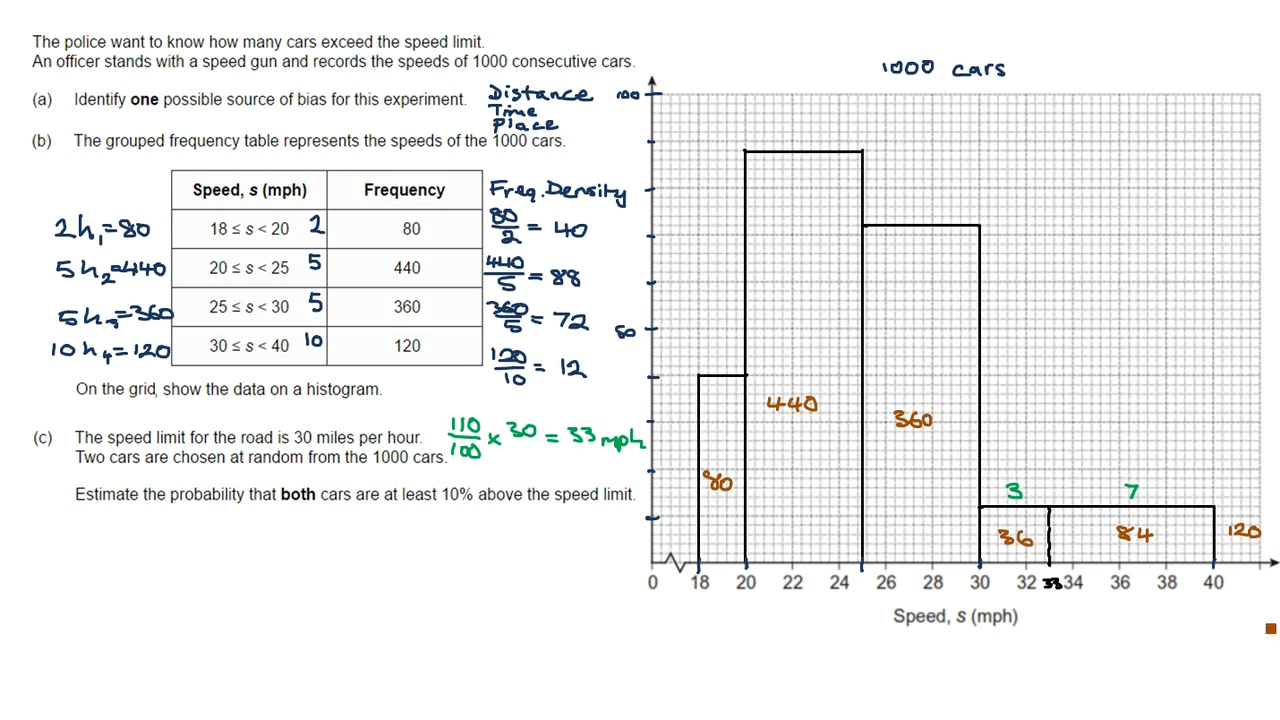 The police want to know how many cars exceed the speed limit.
An officer stands with a speed gun and records the speeds of 1000 consecutive cars.
(a) Identify one possible source of bias for this experiment.
Distance
Time
Place
(b) The grouped frequency table represents the speeds of the 1000 cars.
Speed, s (mph) Frequency Freq. Density
2h₁=80 18 ≤ s < 20 2 80 80/2 = 40
5h₂=440 20 ≤ s < 25 5 440 440/5 = 88
5h₃=360 25 ≤ s < 30 5 360 360/5 = 72
10h₄=120 30 ≤ s < 40 10 120 120/10 = 12
On the grid, show the data on a histogram.
(c) The speed limit for the road is 30 miles per hour.
Two cars are chosen at random from the 1000 cars.
110/100 × 30 = 33 mph
Estimate the probability that both cars are at least 10% above the speed limit.
1000 cars
100
50
440
360
80
3 7
36 84 120
0 18 20 22 24 26 28 30 32 33 34 36 38 40
Speed, s (mph)